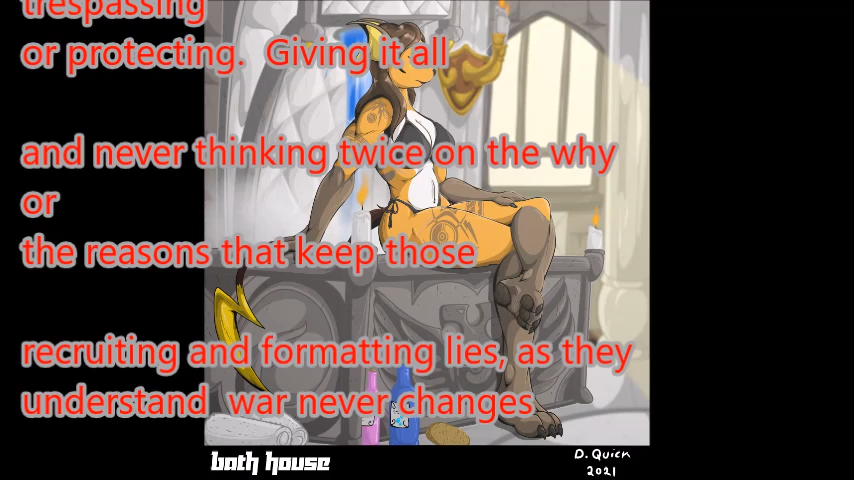 trespassing
or protecting.  Giving it all
and never thinking twice on the why
or
the reasons that keep those
recruiting and formatting lies, as they
understand  war never changes
bath house
D. Quick
2021